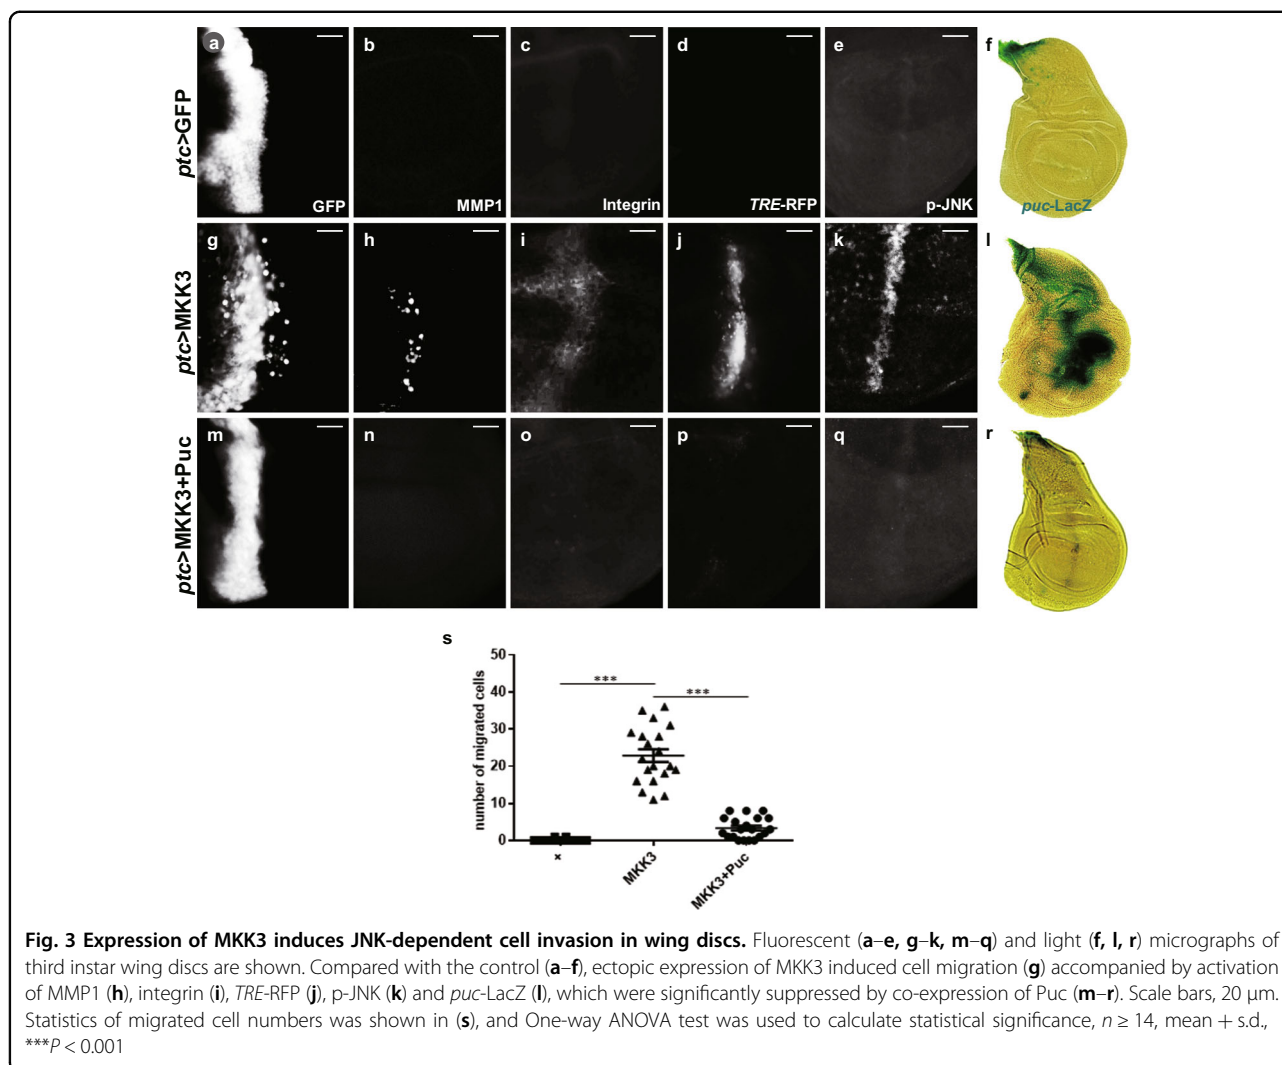 a b c d e f
ptc>GFP
GFP MMP1 Integrin TRE-RFP p-JNK puc-LacZ
g h i j k l
ptc>MKK3
m n o p q r
ptc>MKK3+Puc
s
number of migrated cells
50
40
30
20
10
0
*** ***
+ MKK3 MKK3+Puc
Fig. 3 Expression of MKK3 induces JNK-dependent cell invasion in wing discs. Fluorescent (a–e, g–k, m–q) and light (f, l, r) micrographs of
third instar wing discs are shown. Compared with the control (a–f), ectopic expression of MKK3 induced cell migration (g) accompanied by activation
of MMP1 (h), integrin (i), TRE-RFP (j), p-JNK (k) and puc-LacZ (l), which were significantly suppressed by co-expression of Puc (m–r). Scale bars, 20 μm.
Statistics of migrated cell numbers was shown in (s), and One-way ANOVA test was used to calculate statistical significance, n ≥ 14, mean + s.d.,
***P < 0.001